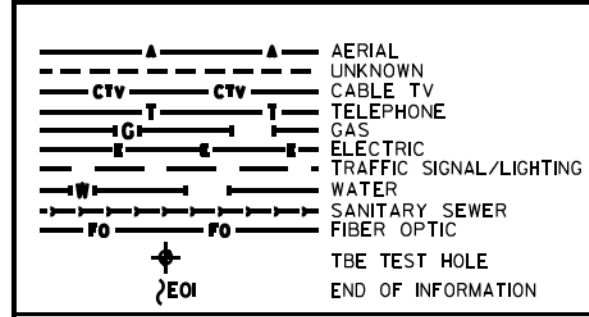 A A AERIAL
UNKNOWN
CTV CTV CABLE TV
T T TELEPHONE
G GAS
E E E ELECTRIC
TRAFFIC SIGNAL/LIGHTING
W WATER
SANITARY SEWER
FO FO FIBER OPTIC
TBE TEST HOLE
EOI END OF INFORMATION